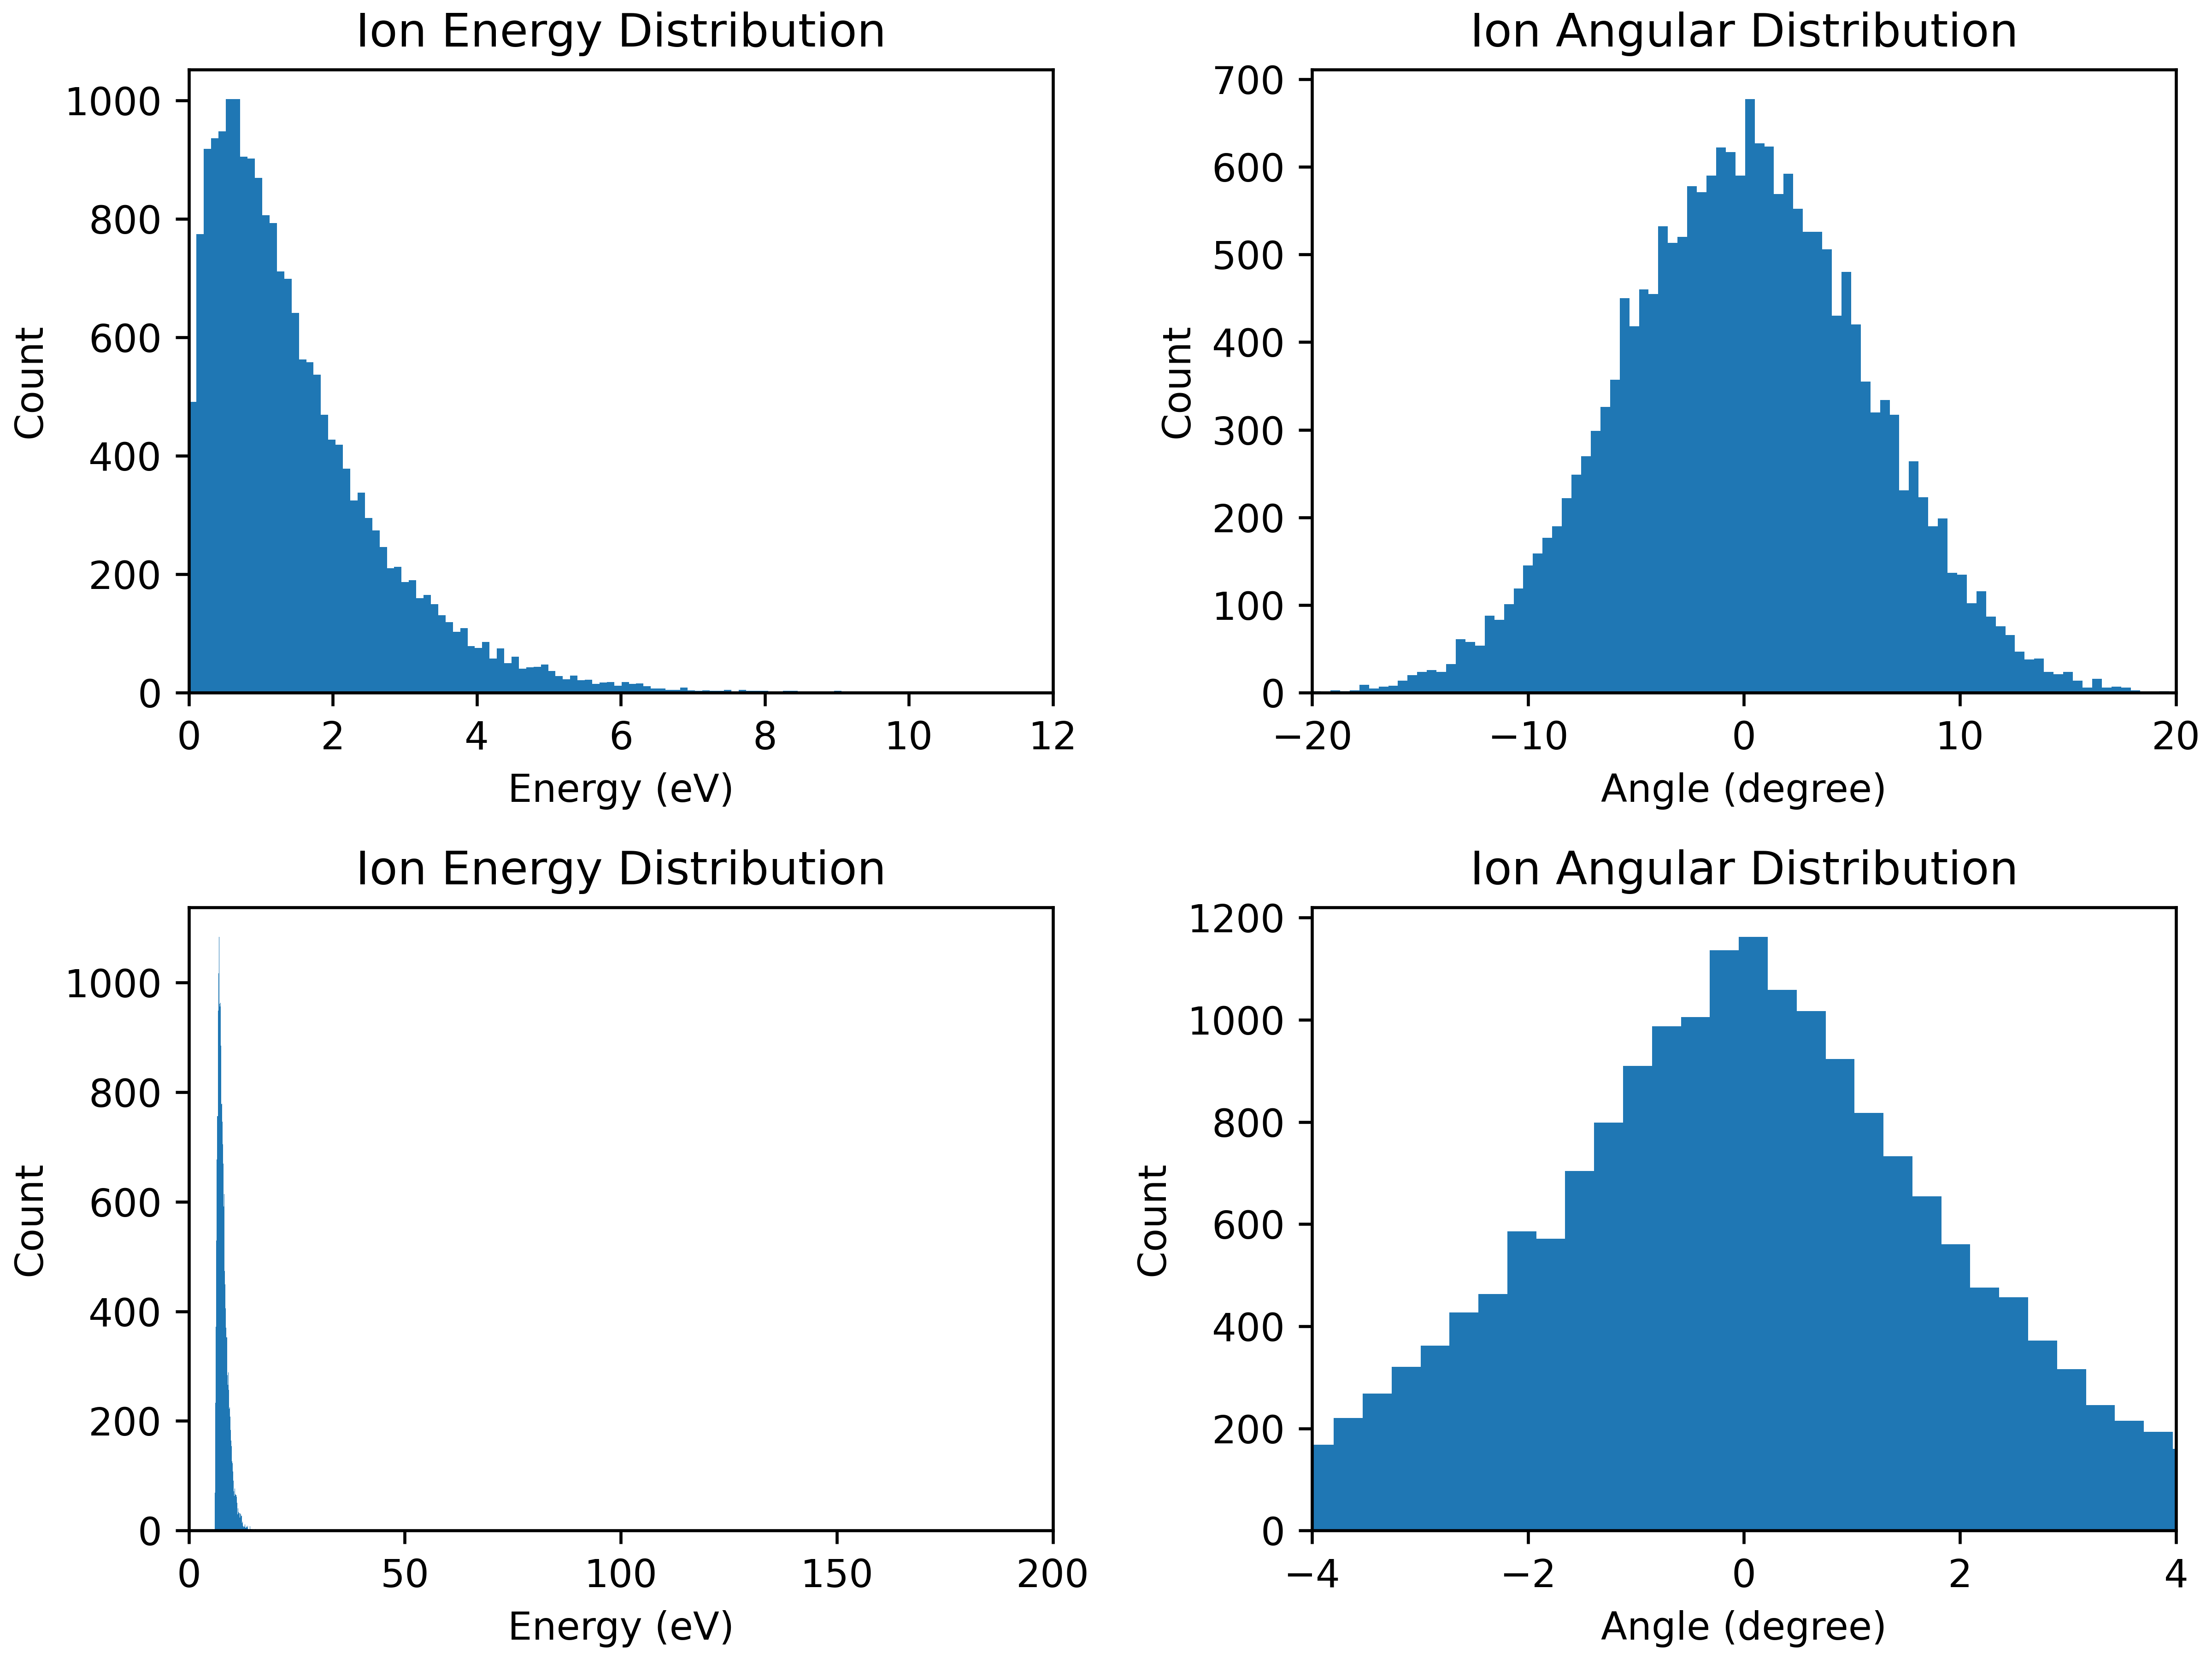 Ion Energy Distribution
1000
800
600
400
200
0
Count
0 2 4 6 8 10 12
Energy (eV)
Ion Angular Distribution
700
600
500
400
300
200
100
0
Count
−20 −10 0 10 20
Angle (degree)
Ion Energy Distribution
1000
800
600
400
200
0
Count
0 50 100 150 200
Energy (eV)
Ion Angular Distribution
1200
1000
800
600
400
200
0
Count
−4 −2 0 2 4
Angle (degree)